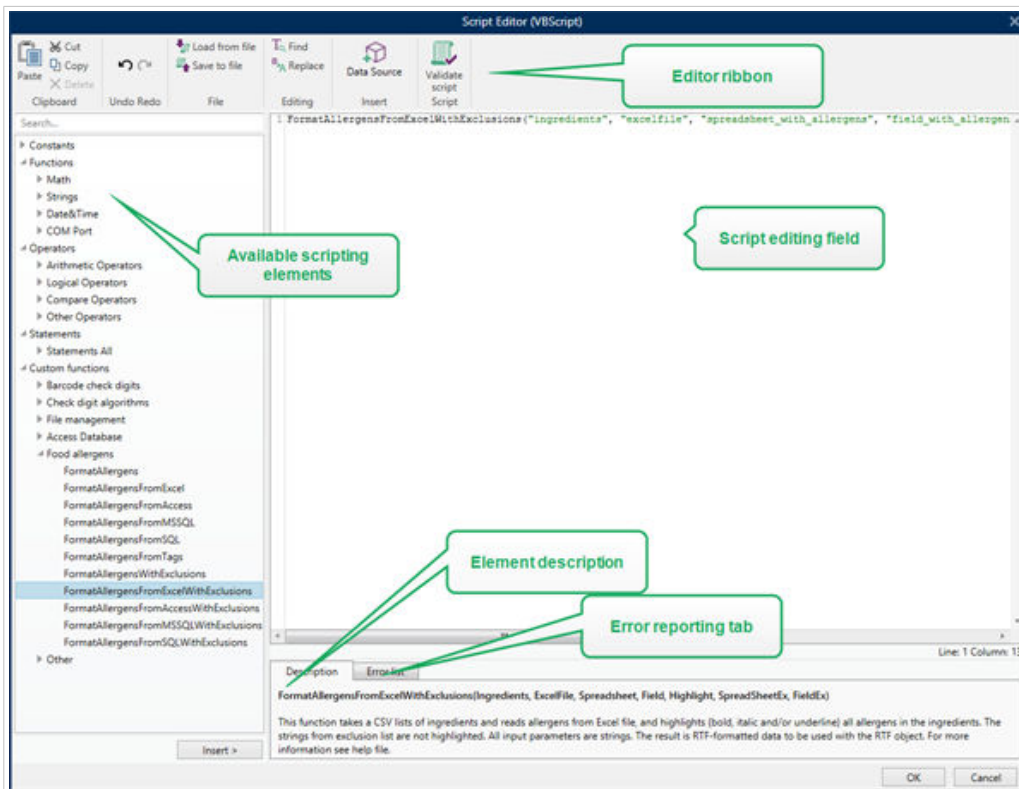 Script Editor (VBScript)
Cut
Copy
Delete
Paste
Clipboard
Undo Redo
Load from file
Save to file
File
Find
Replace
Editing
Data Source
Insert
Validate
script
Script
Editor ribbon
Search...
Constants
Functions
Math
Strings
Date&Time
COM Port
Operators
Arithmetic Operators
Logical Operators
Compare Operators
Other Operators
Statements
Statements All
Custom functions
Barcode check digits
Check digit algorithms
File management
Access Database
Food allergens
FormatAllergens
FormatAllergensFromExcel
FormatAllergensFromAccess
FormatAllergensFromMSSQL
FormatAllergensFromSQL
FormatAllergensFromTags
FormatAllergensWithExclusions
FormatAllergensFromExcelWithExclusions
FormatAllergensFromAccessWithExclusions
FormatAllergensFromMSSQLWithExclusions
FormatAllergensFromSQLWithExclusions
Other
Insert >
Available scripting
elements
1 FormatAllergensFromExcelWithExclusions("ingredients", "excelfile", "spreadsheet_with_allergens", "field_with_allergen
Script editing field
Element description
Error reporting tab
Line: 1 Column: 13
Description
Error list
FormatAllergensFromExcelWithExclusions(Ingredients, ExcelFile, Spreadsheet, Field, Highlight, SpreadSheetEx, FieldEx)
This function takes a CSV lists of ingredients and reads allergens from Excel file, and highlights (bold, italic and/or underline) all allergens in the ingredients. The
strings from exclusion list are not highlighted. All input parameters are strings. The result is RTF-formatted data to be used with the RTF object. For more
information see help file.
OK
Cancel